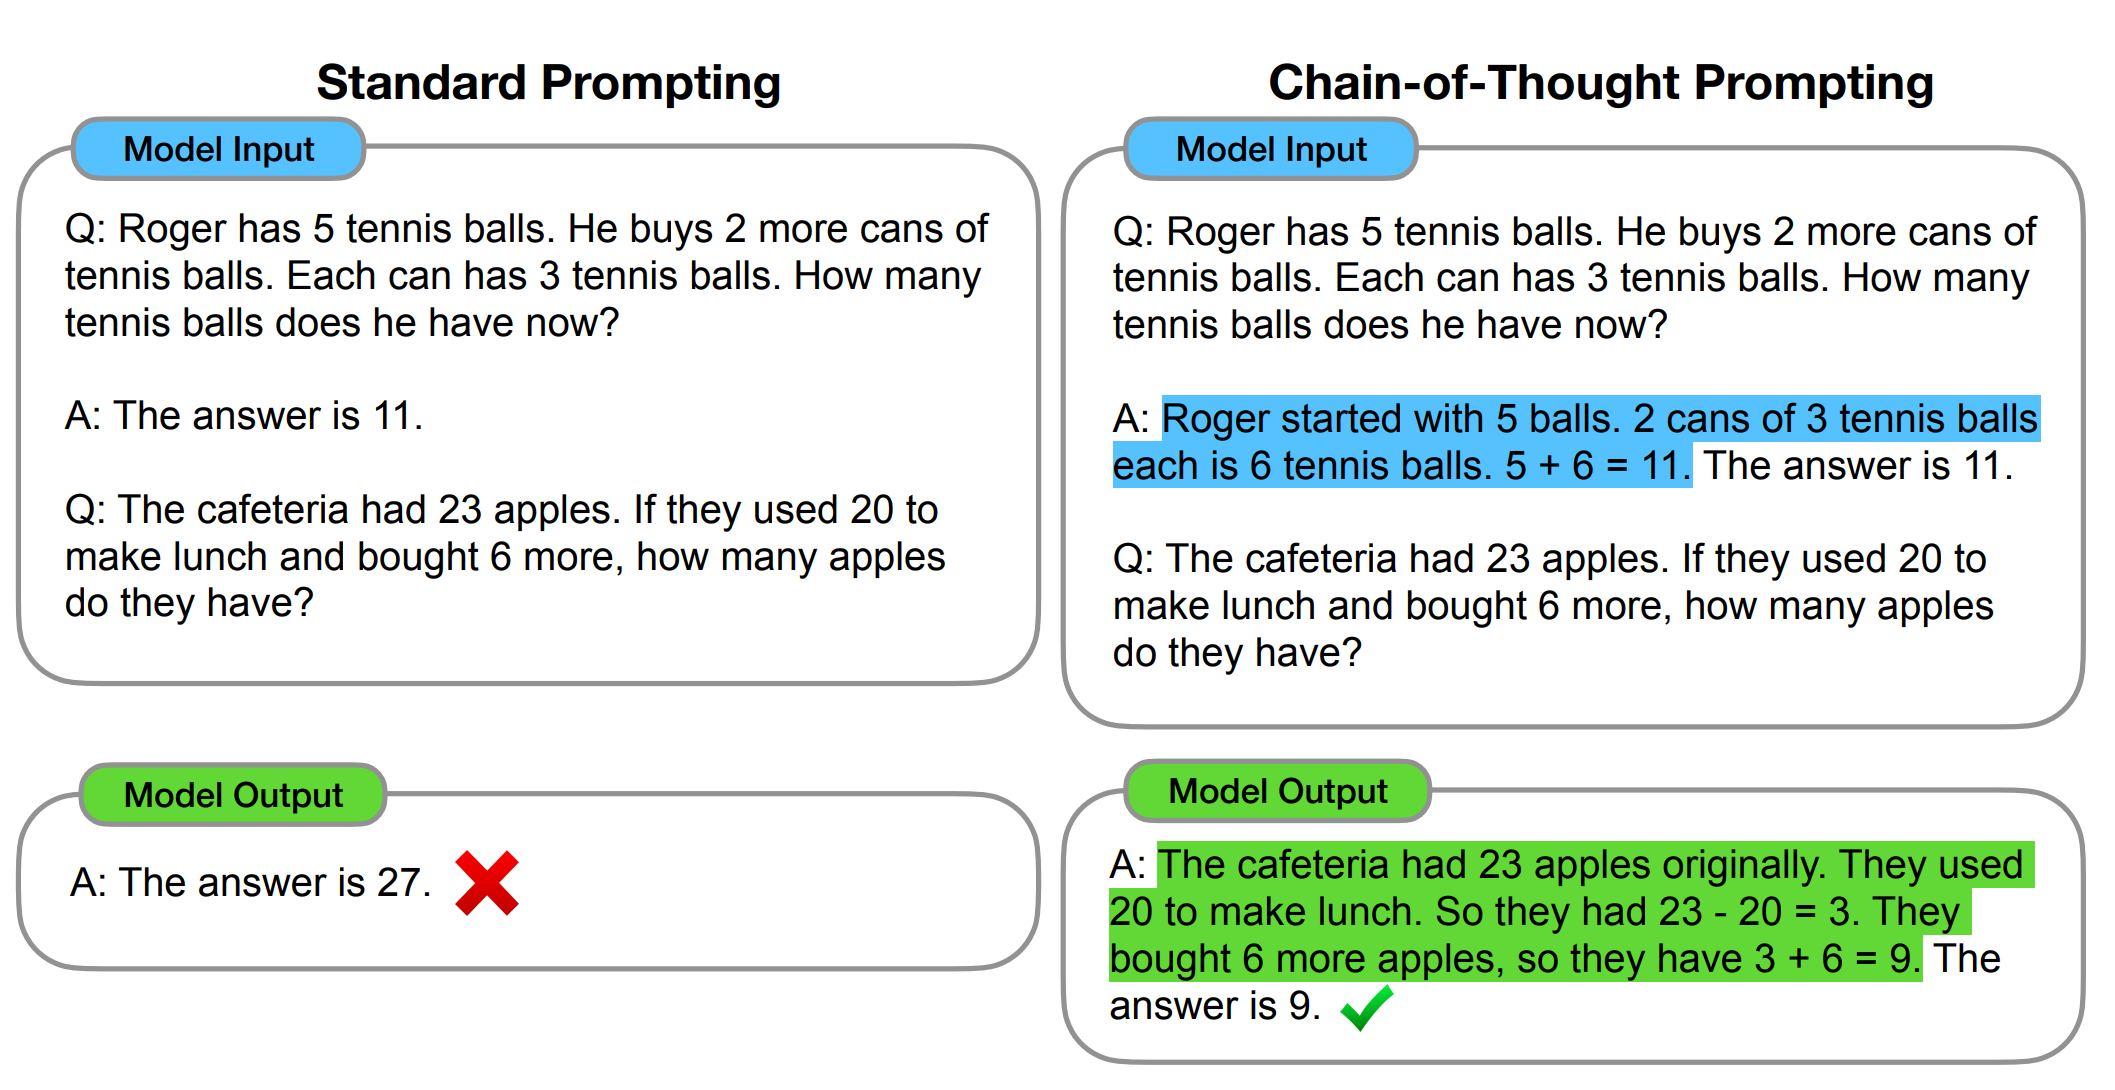 Standard Prompting
Model Input
Q: Roger has 5 tennis balls. He buys 2 more cans of
tennis balls. Each can has 3 tennis balls. How many
tennis balls does he have now?
A: The answer is 11.
Q: The cafeteria had 23 apples. If they used 20 to
make lunch and bought 6 more, how many apples
do they have?
Model Output
A: The answer is 27.
Chain-of-Thought Prompting
Model Input
Q: Roger has 5 tennis balls. He buys 2 more cans of
tennis balls. Each can has 3 tennis balls. How many
tennis balls does he have now?
A: Roger started with 5 balls. 2 cans of 3 tennis balls
each is 6 tennis balls. 5 + 6 = 11. The answer is 11.
Q: The cafeteria had 23 apples. If they used 20 to
make lunch and bought 6 more, how many apples
do they have?
Model Output
A: The cafeteria had 23 apples originally. They used
20 to make lunch. So they had 23 - 20 = 3. They
bought 6 more apples, so they have 3 + 6 = 9. The
answer is 9.